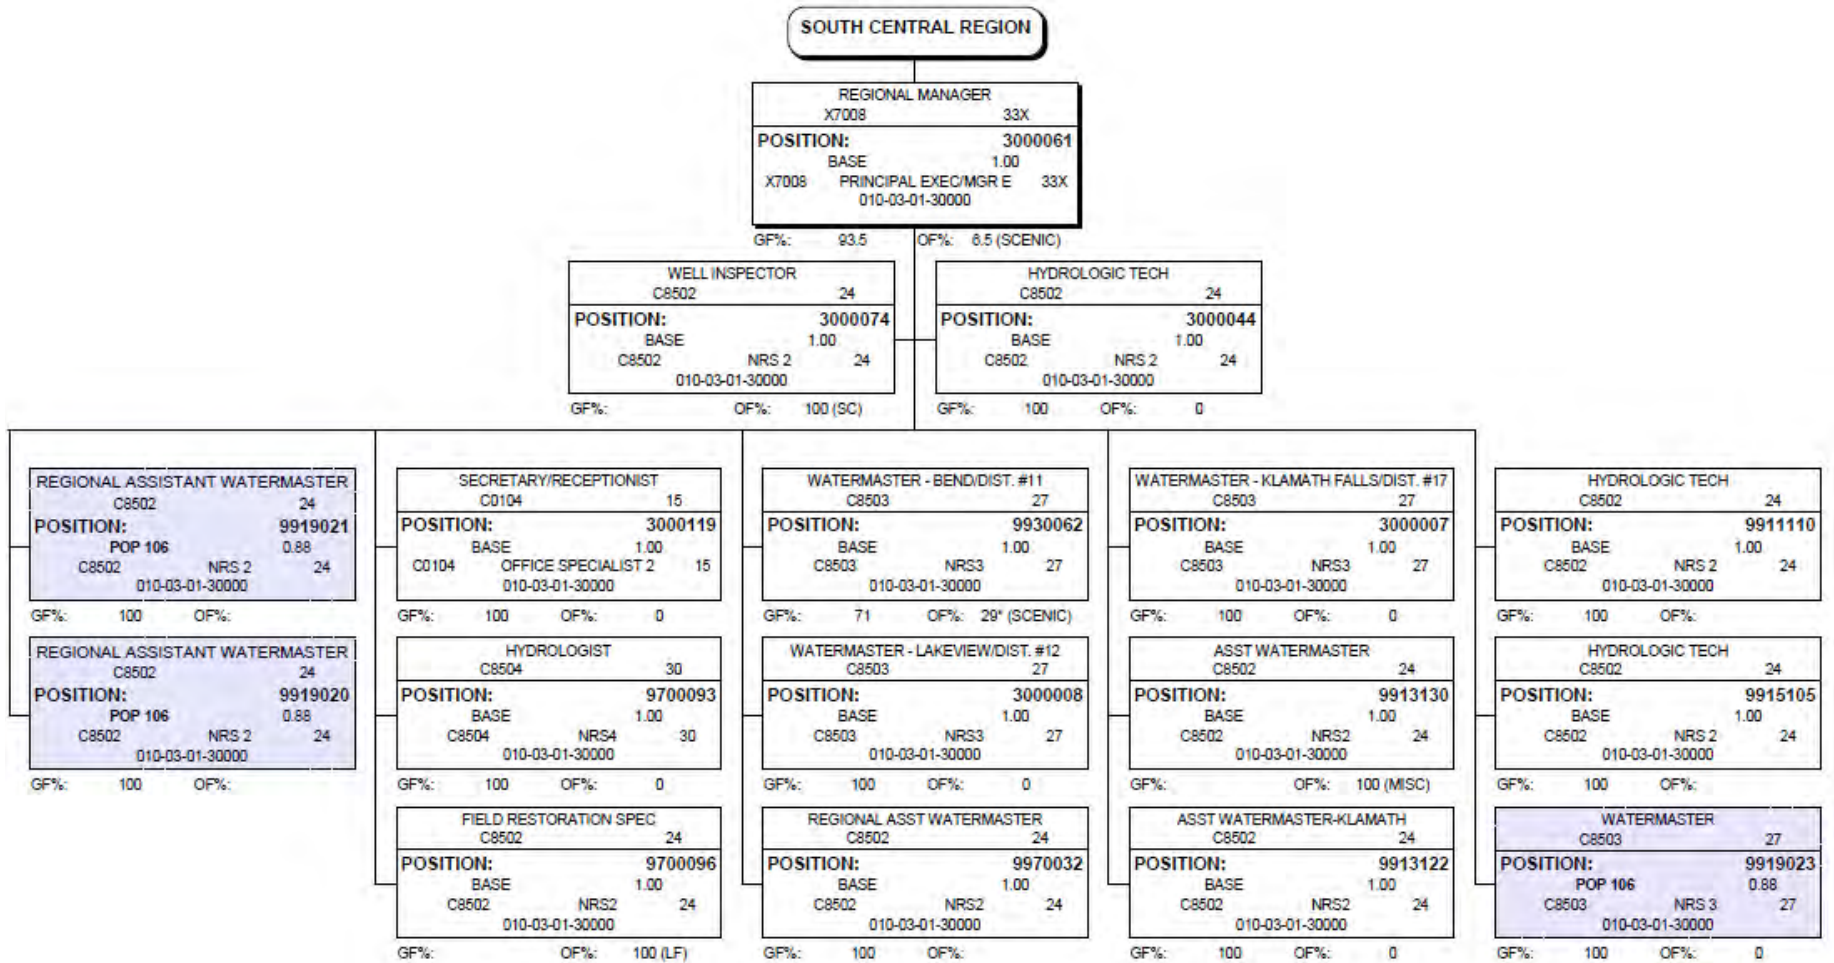 SOUTH CENTRAL REGION
REGIONAL MANAGER
X7008 33X
POSITION: 3000061
BASE 1.00
X7008 PRINCIPAL EXEC/MGR E 33X
010-03-01-30000
GF%: 93.5 OF%: 6.5 (SCENIC)
WELL INSPECTOR
C8502 24
POSITION: 3000074
BASE 1.00
C8502 NRS 2 24
010-03-01-30000
GF%: OF%: 100 (SC)
HYDROLOGIC TECH
C8502 24
POSITION: 3000044
BASE 1.00
C8502 NRS 2 24
010-03-01-30000
GF%: 100 OF%: 0
REGIONAL ASSISTANT WATERMASTER
C8502 24
POSITION: 9919021
POP 106 0.88
C8502 NRS 2 24
010-03-01-30000
GF%: 100 OF%:
REGIONAL ASSISTANT WATERMASTER
C8502 24
POSITION: 9919020
POP 106 0.88
C8502 NRS 2 24
010-03-01-30000
GF%: 100 OF%:
SECRETARY/RECEPTIONIST
C0104 15
POSITION: 3000119
BASE 1.00
C0104 OFFICE SPECIALIST 2 15
010-03-01-30000
GF%: 100 OF%: 0
HYDROLOGIST
C8504 30
POSITION: 9700093
BASE 1.00
C8504 NRS4 30
010-03-01-30000
GF%: 100 OF%: 0
FIELD RESTORATION SPEC
C8502 24
POSITION: 9700096
BASE 1.00
C8502 NRS2 24
010-03-01-30000
GF%: OF%: 100 (LF)
WATERMASTER - BEND/DIST. #11
C8503 27
POSITION: 9930062
BASE 1.00
C8503 NRS3 27
010-03-01-30000
GF%: 71 OF%: 29* (SCENIC)
WATERMASTER - LAKEVIEW/DIST. #12
C8503 27
POSITION: 3000008
BASE 1.00
C8503 NRS3 27
010-03-01-30000
GF%: 100 OF%: 0
REGIONAL ASST WATERMASTER
C8502 24
POSITION: 9970032
BASE 1.00
C8502 NRS2 24
010-03-01-30000
GF%: 100 OF%:
WATERMASTER - KLAMATH FALLS/DIST. #17
C8503 27
POSITION: 3000007
BASE 1.00
C8503 NRS3 27
010-03-01-30000
GF%: 100 OF%: 0
ASST WATERMASTER
C8502 24
POSITION: 9913130
BASE 1.00
C8502 NRS2 24
010-03-01-30000
GF%: OF%: 100 (MISC)
ASST WATERMASTER-KLAMATH
C8502 24
POSITION: 9913122
BASE 1.00
C8502 NRS2 24
010-03-01-30000
GF%: 100 OF%: 0
HYDROLOGIC TECH
C8502 24
POSITION: 9911110
BASE 1.00
C8502 NRS 2 24
010-03-01-30000
GF%: 100 OF%:
HYDROLOGIC TECH
C8502 24
POSITION: 9915105
BASE 1.00
C8502 NRS 2 24
010-03-01-30000
GF%: 100 OF%:
WATERMASTER
C8503 27
POSITION: 9919023
POP 106 0.88
C8503 NRS 3 27
010-03-01-30000
GF%: 100 OF%: 0